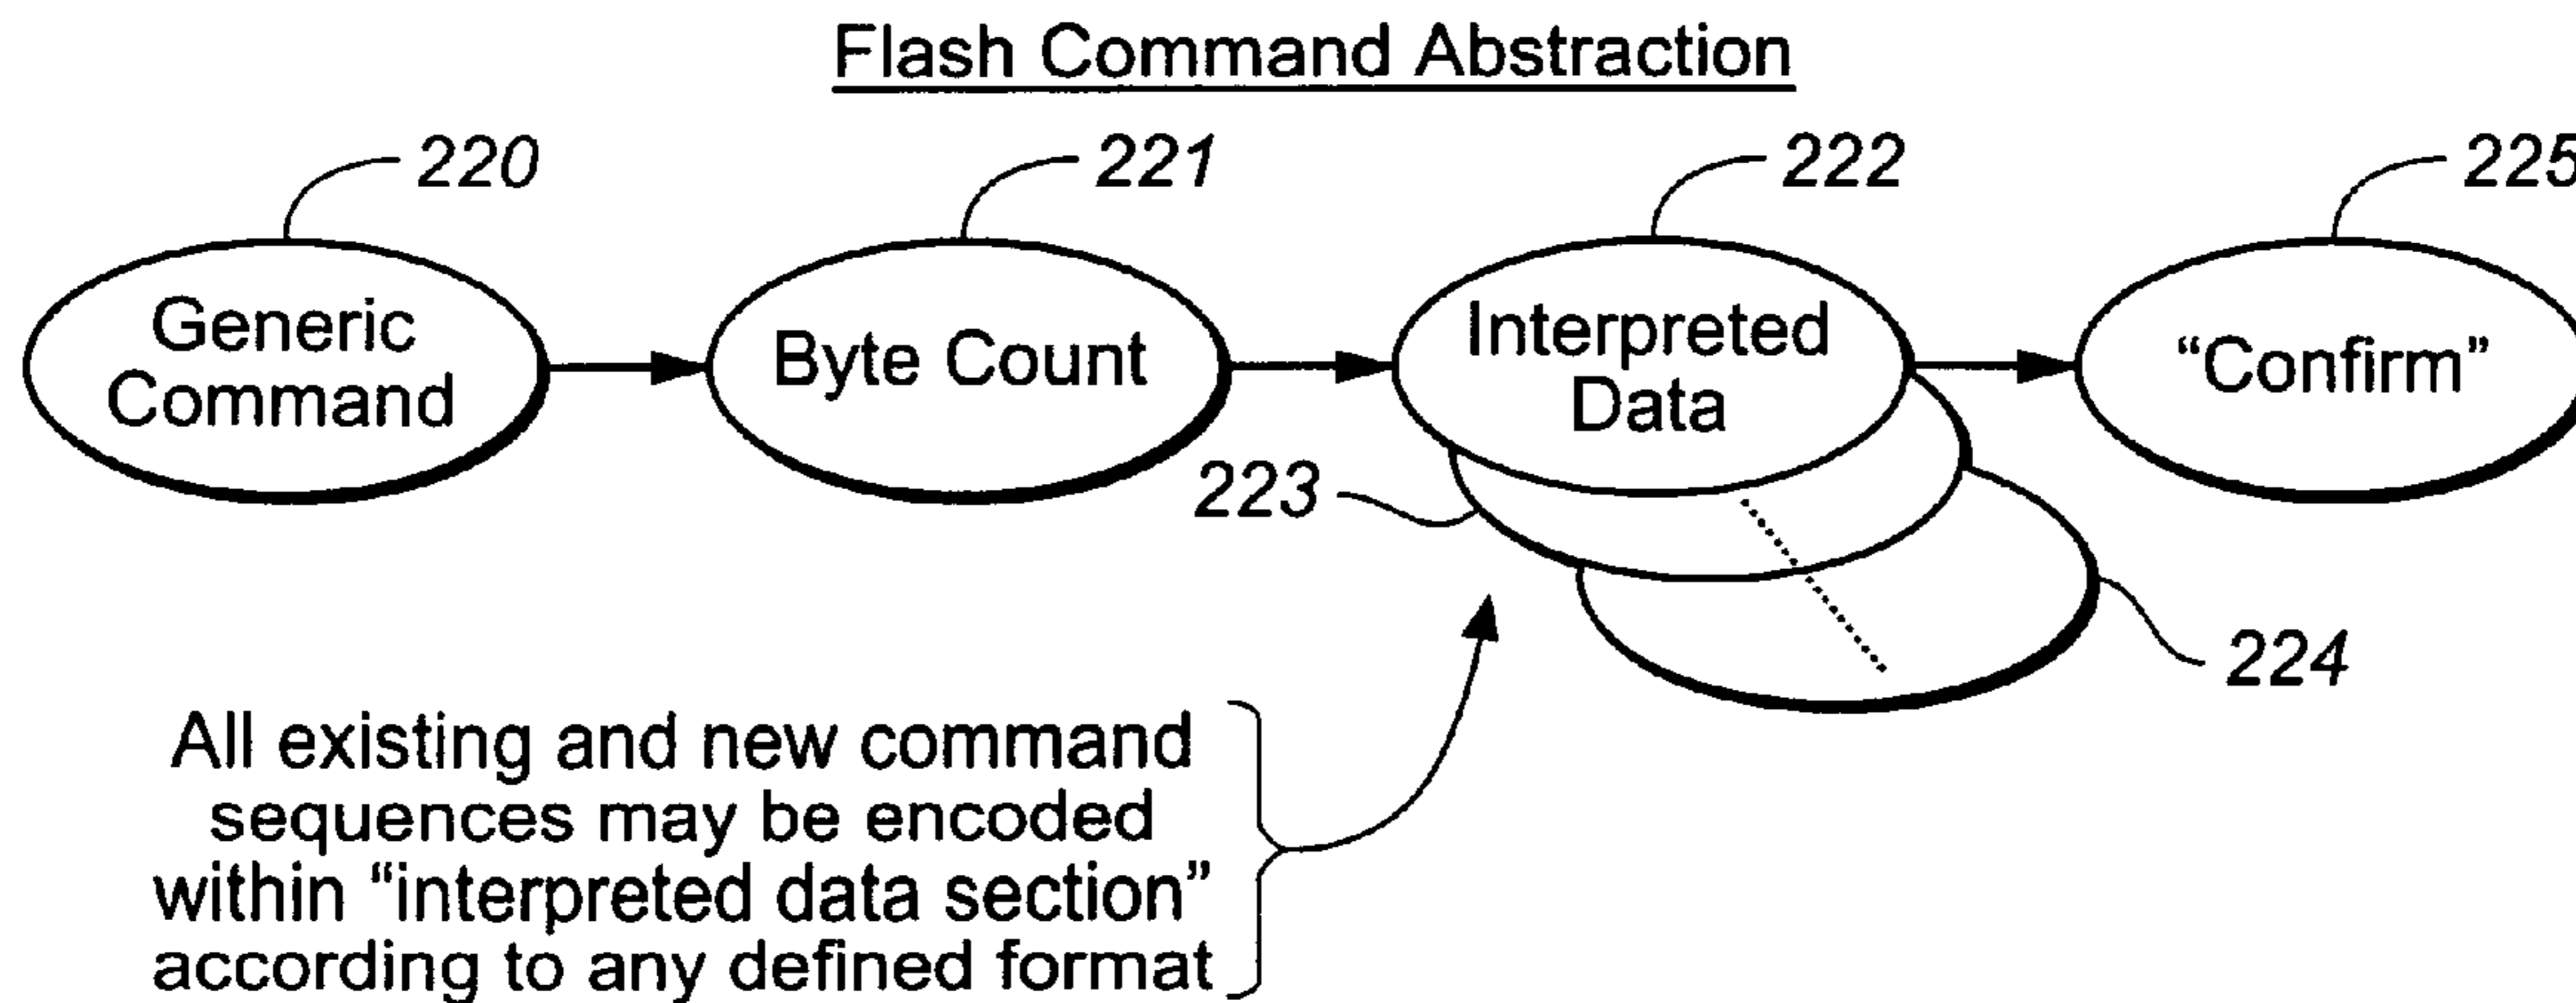 Flash Command Abstraction
220
221
222
225
Generic
Command
Byte Count
Interpreted
Data
“Confirm”
223
224
All existing and new command
sequences may be encoded
within “interpreted data section”
according to any defined format